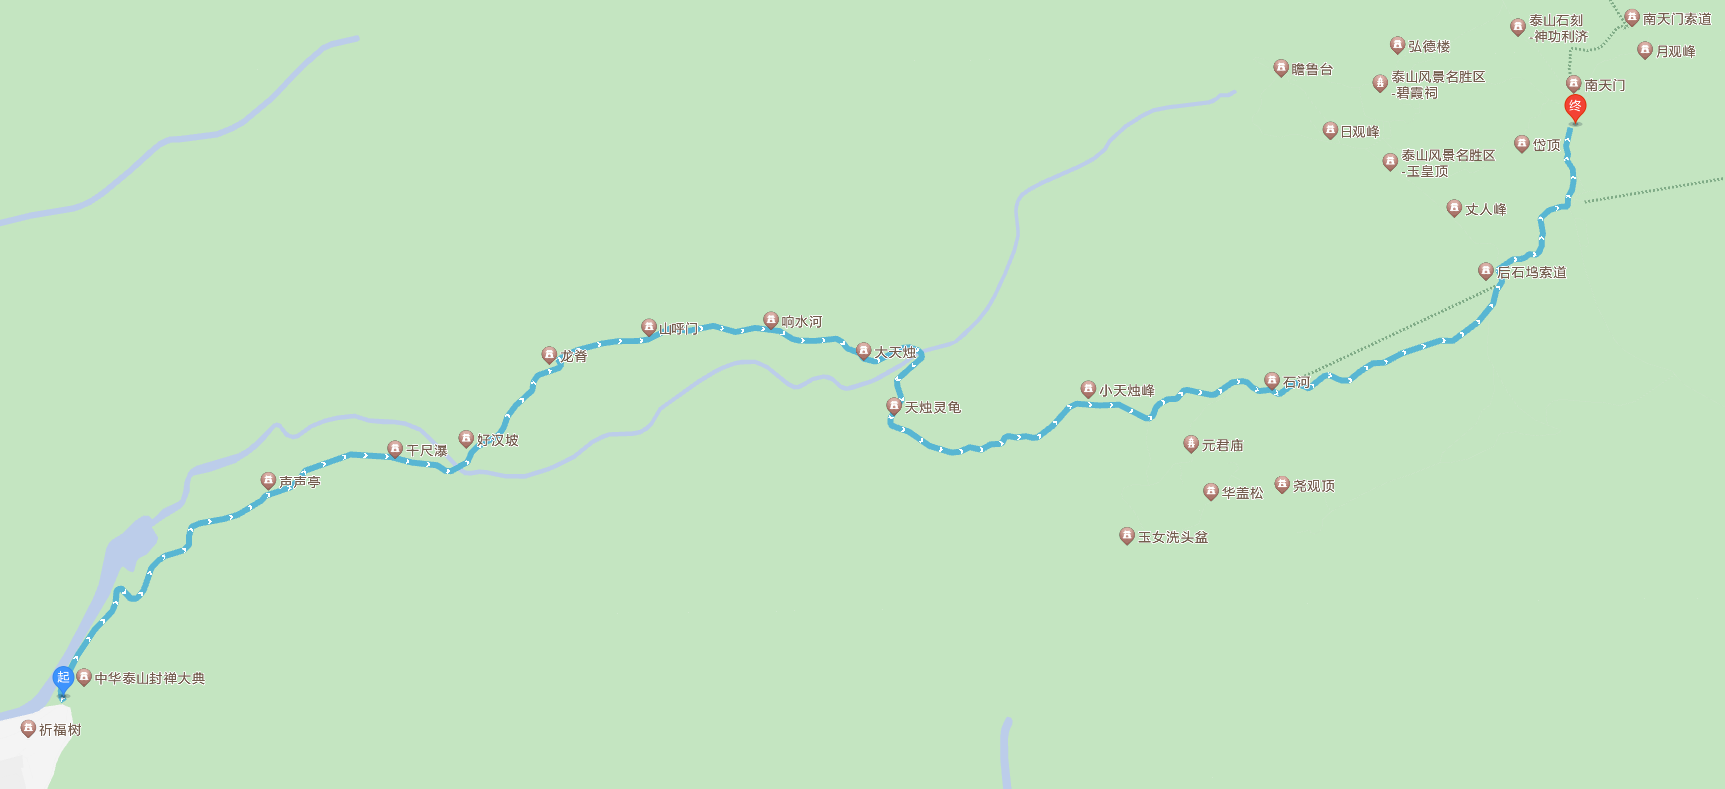 泰山石刻
-神功利济
南天门索道
弘德楼
月观峰
瞻鲁台
泰山风景名胜区
-碧霞祠
南天门
终
日观峰
岱顶
泰山风景名胜区
-玉皇顶
丈人峰
后石坞索道
山呼门
响水河
龙脊
大天烛
石河
小天烛峰
天烛灵龟
好汉坡
元君庙
千尺瀑
声声亭
华盖松
尧观顶
玉女洗头盆
起
中华泰山封禅大典
祈福树